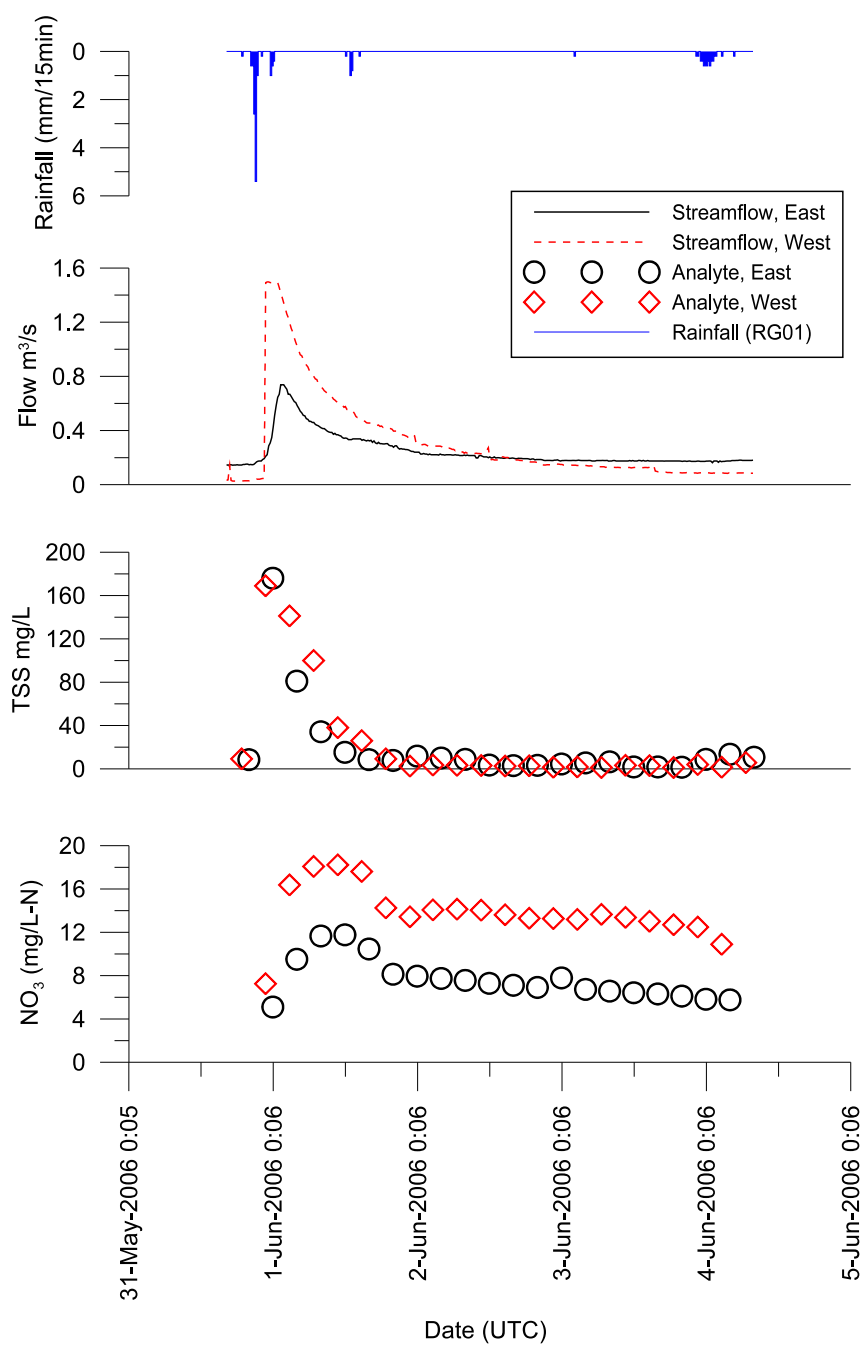 0
2
4
6
Rainfall (mm/15min)
Streamflow, East
Streamflow, West
Analyte, East
Analyte, West
Rainfall (RG01)
1.6
1.2
0.8
0.4
0
Flow m³/s
200
160
120
80
40
0
TSS mg/L
20
16
12
8
4
0
NO₃ (mg/L-N)
31-May-2006 0:05
1-Jun-2006 0:06
2-Jun-2006 0:06
3-Jun-2006 0:06
4-Jun-2006 0:06
5-Jun-2006 0:06
Date (UTC)